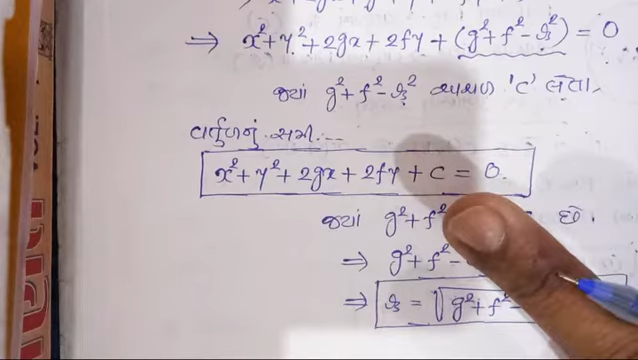 ⇒ x²+y²+2gx+2fy+(g²+f²-r²) = 0
જ્યાં g²+f²-r² અચળ 'C' લેતા,
વર્તુળનું સમી...
x²+y²+2gx+2fy+c = 0.
જ્યાં g²+f² છે.
⇒ g²+f²-
⇒ r = √g²+f²-